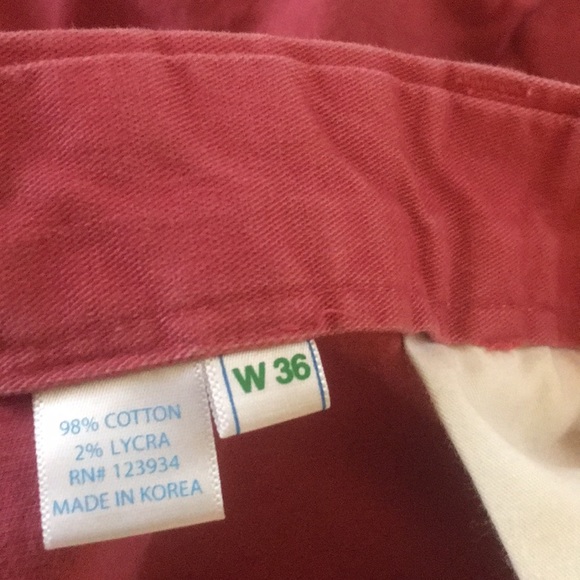 98% COTTON
2% LYCRA
RN# 123934
MADE IN KOREA
W 36